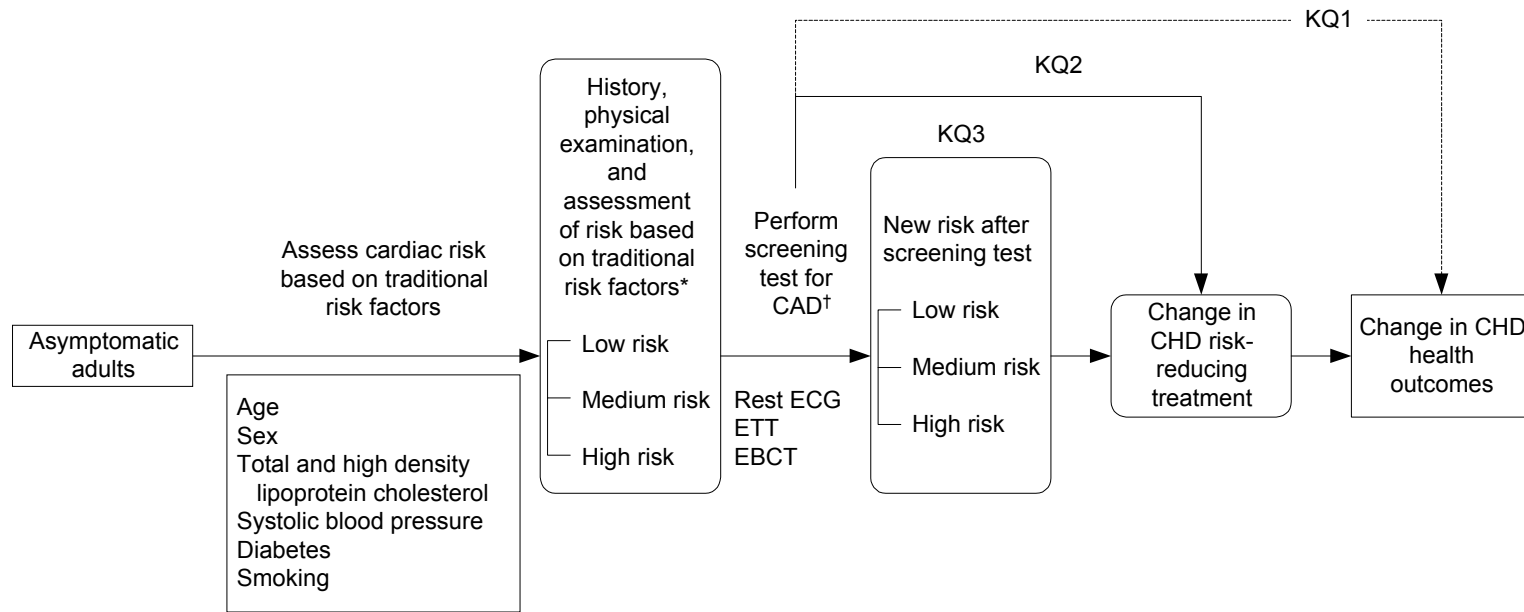 KQ1
KQ2
KQ3
Asymptomatic
adults
Assess cardiac risk
based on traditional
risk factors
Age
Sex
Total and high density
lipoprotein cholesterol
Systolic blood pressure
Diabetes
Smoking
History,
physical
examination,
and
assessment
of risk based
on traditional
risk factors*
Low risk
Medium risk
High risk
Perform
screening
test for
CAD†
Rest ECG
ETT
EBCT
New risk after
screening test
Low risk
Medium risk
High risk
Change in
CHD risk-
reducing
treatment
Change in CHD
health
outcomes